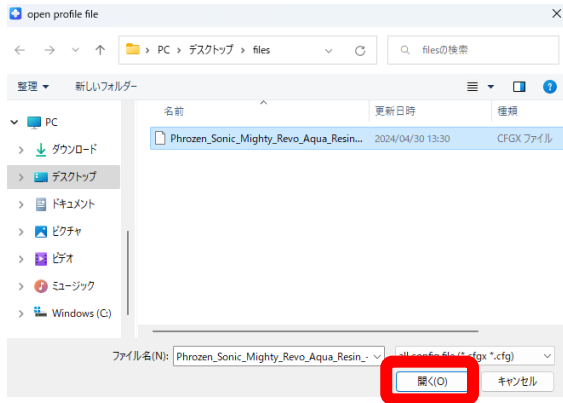 open profile file
PC > デスクトップ > files
filesの検索
整理 新しいフォルダー
名前 更新日時 種類
Phrozen_Sonic_Mighty_Revo_Aqua_Resin... 2024/04/30 13:30 CFGX ファイル
PC
ダウンロード
デスクトップ
ドキュメント
ピクチャ
ビデオ
ミュージック
Windows (C:)
ファイル名(N): Phrozen_Sonic_Mighty_Revo_Aqua_Resin_- all config file (*.cfgx *.cfg)
開く(O) キャンセル